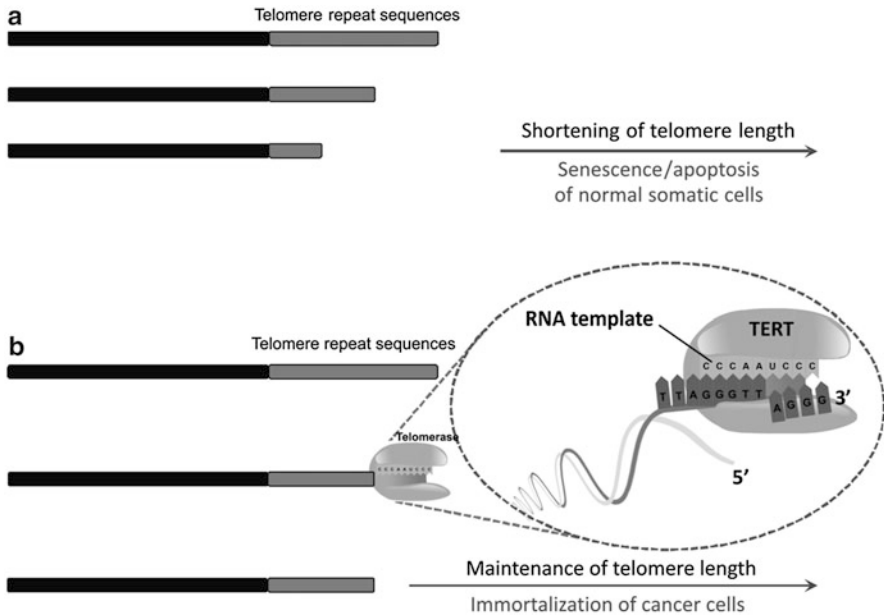 a
Telomere repeat sequences
Shortening of telomere length
Senescence/apoptosis
of normal somatic cells
b
Telomere repeat sequences
Telomerase
RNA template
TERT
C C C A A U C C C
T T A G G G T T
A G G G 3’
5’
Maintenance of telomere length
Immortalization of cancer cells